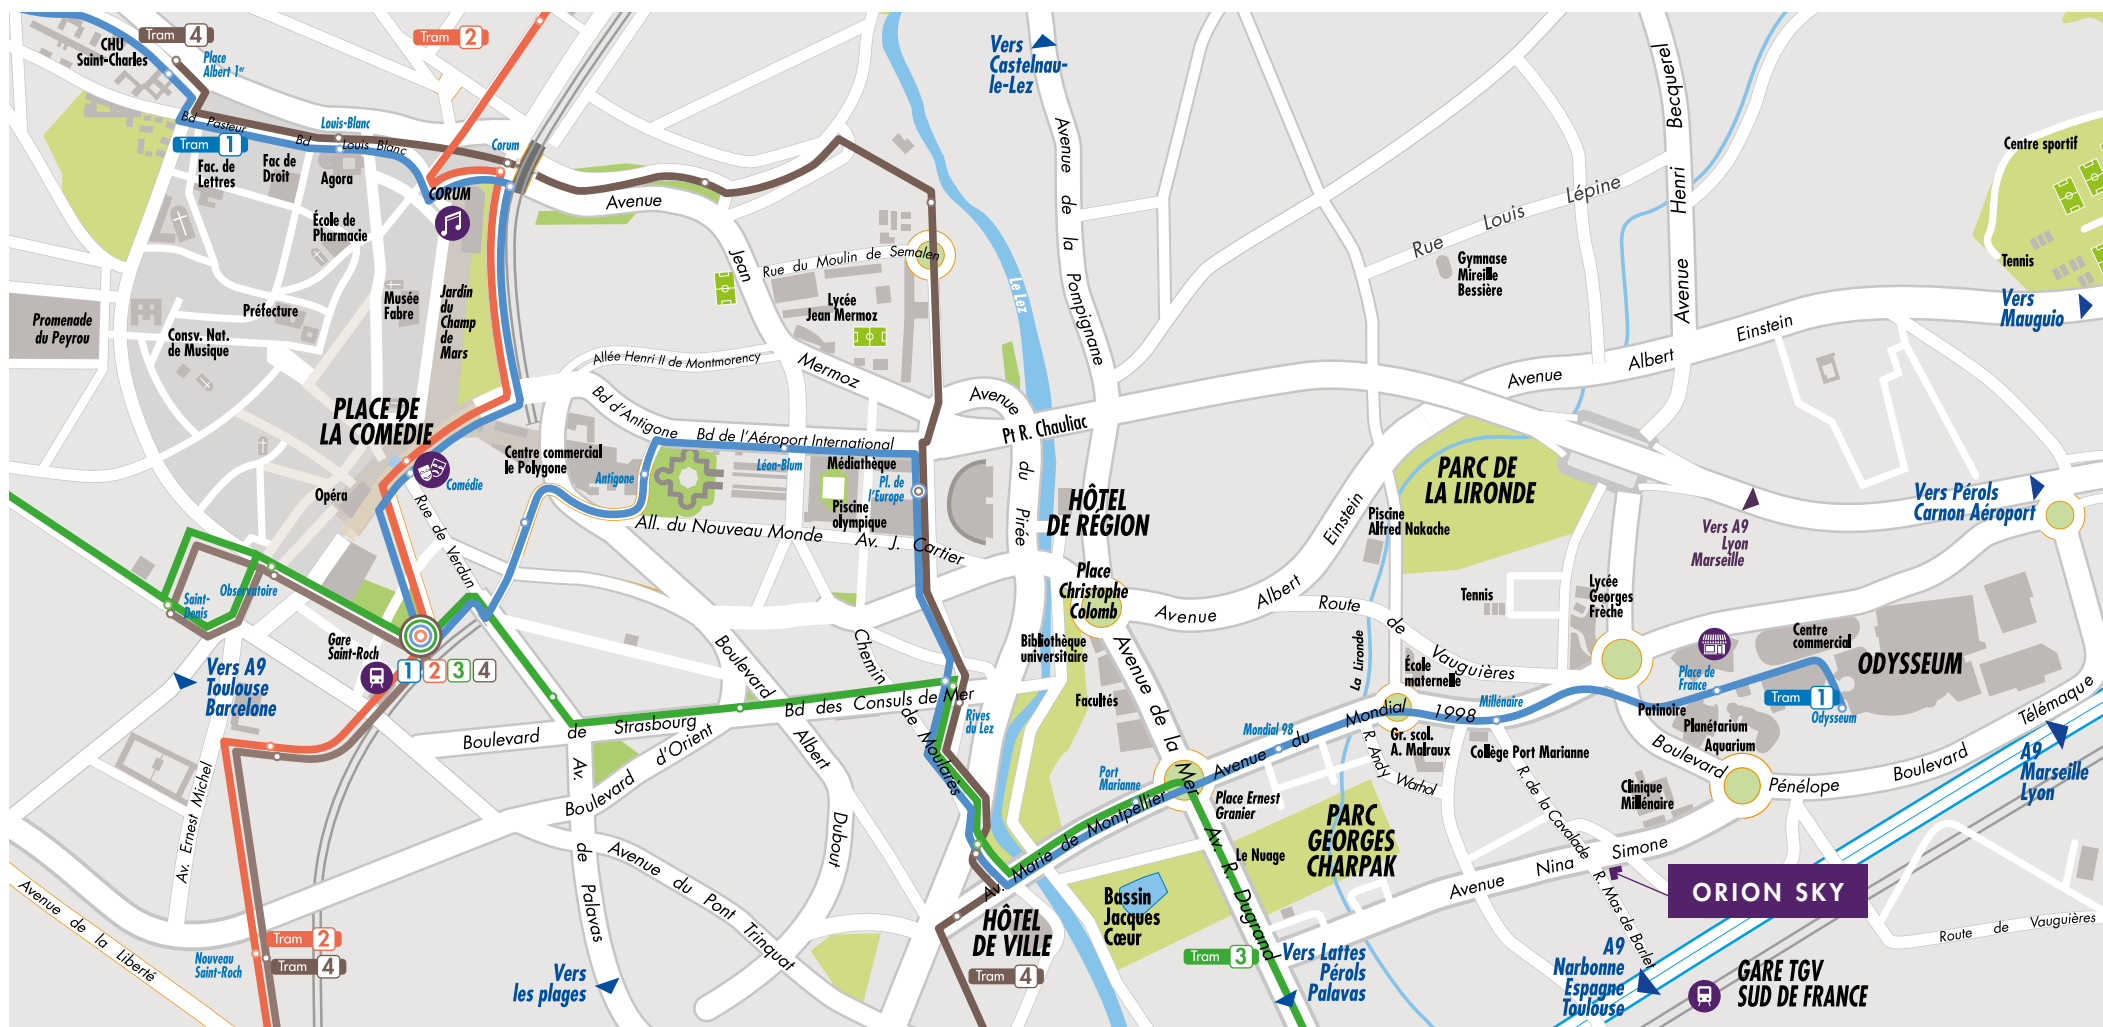 CHU
Saint-Charles
Tram 4
Place
Albert 1er
Tram 2
Vers
Castelnau-
le-Lez
Bd Pasteur
Tram 1
Louis-Blanc
Bd Louis Blanc
Corum
Fac. de
Lettres
Fac de
Droit
Agora
CORUM
École de
Pharmacie
Avenue
Jean
Mermoz
Avenue de la Pompignane
Henri Becquerel
Avenue
Centre sportif
Rue Louis Lépine
Gymnase
Mireille
Bessière
Tennis
Vers
Mauguio
Rue du Moulin de Semalen
Lycée
Jean Mermoz
Le Lez
Promenade
du Peyrou
Préfecture
Consv. Nat.
de Musique
Musée
Fabre
Jardin
du
Champ
de
Mars
Allée Henri II de Montmorency
Avenue Albert Einstein
PLACE DE
LA COMÉDIE
Bd d'Antigone
Bd de l'Aéroport International
Avenue
du
Pirée
Pt R. Chauliac
Centre commercial
le Polygone
Antigone
Léon-Blum
Médiathèque
Pl. de
l'Europe
Piscine
olympique
Comédie
Opéra
Rue de Verdun
All. du Nouveau Monde
Av. J. Cartier
HÔTEL
DE RÉGION
PARC DE
LA LIRONDE
Piscine
Alfred Nakache
Vers A9
Lyon
Marseille
Vers Pérols
Carnon Aéroport
Saint-
Denis
Observatoire
Gare
Saint-Roch
1 2 3 4
Vers A9
Toulouse
Barcelone
Place
Christophe
Colomb
Avenue Albert Einstein
Route de Vauguières
Tennis
Lycée
Georges
Frèche
Bibliothèque
universitaire
Facultés
Avenue de la Mer
La Lironde
École
maternelle
Millénaire
Place de
France
Centre
commercial
ODYSSEUM
Tram 1
Odysseum
Patinoire
Planétarium
Aquarium
Boulevard
Albert
Dubout
Chemin de Moularès
Boulevard de Strasbourg
Bd des Consuls de Mer
Rives
du Lez
Boulevard d'Orient
Av. de Palavas
Av. Ernest Michel
Mondial 98
Avenue du Mondial 1998
Gr. scol.
A. Malraux
Collège Port Marianne
R. Andy Warhol
Port
Marianne
Place Ernest
Granier
Av. Marie de Montpellier
R. de la Cavalade
Clinique
Millénaire
Boulevard Pénélope
Boulevard Télémaque
A9
Marseille
Lyon
PARC
GEORGES
CHARPAK
Le Nuage
Av. R. Dugrand
Bassin
Jacques
Cœur
Avenue Nina Simone
R. Mas de Barlet
ORION SKY
Route de Vauguières
Avenue du Pont Trinquat
HÔTEL
DE VILLE
Tram 4
Tram 3
Vers Lattes
Pérols
Palavas
A9
Narbonne
Espagne
Toulouse
GARE TGV
SUD DE FRANCE
Avenue de la Liberté
Nouveau
Saint-Roch
Tram 2
Tram 4
Vers
les plages